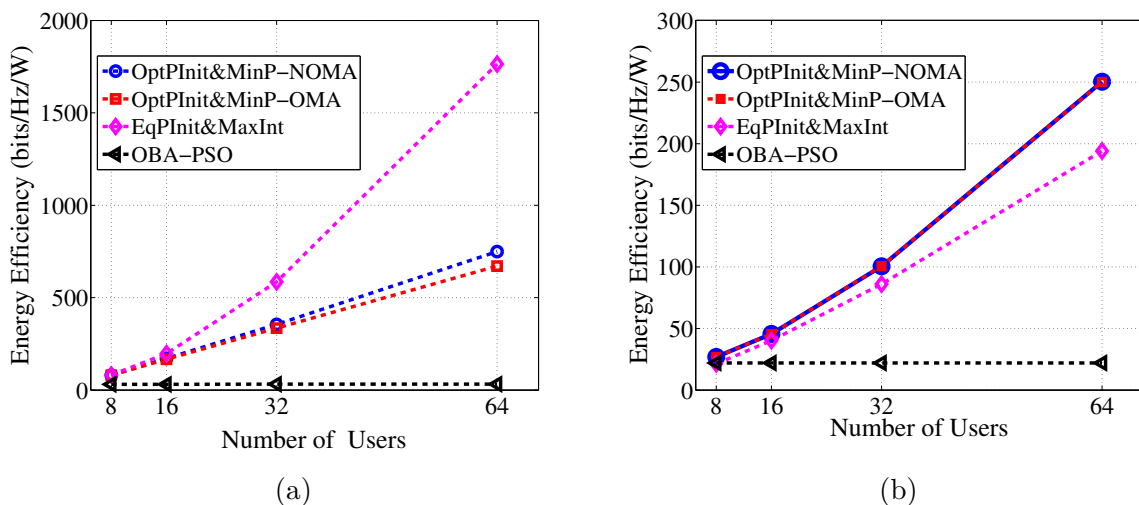 2000
1500
1000
500
0
Energy Efficiency (bits/Hz/W)
OptPInit&MinP−NOMA
OptPInit&MinP−OMA
EqPInit&MaxInt
OBA−PSO
8 16 32 64
Number of Users
(a)
300
250
200
150
100
50
0
Energy Efficiency (bits/Hz/W)
OptPInit&MinP−NOMA
OptPInit&MinP−OMA
EqPInit&MaxInt
OBA−PSO
8 16 32 64
Number of Users
(b)